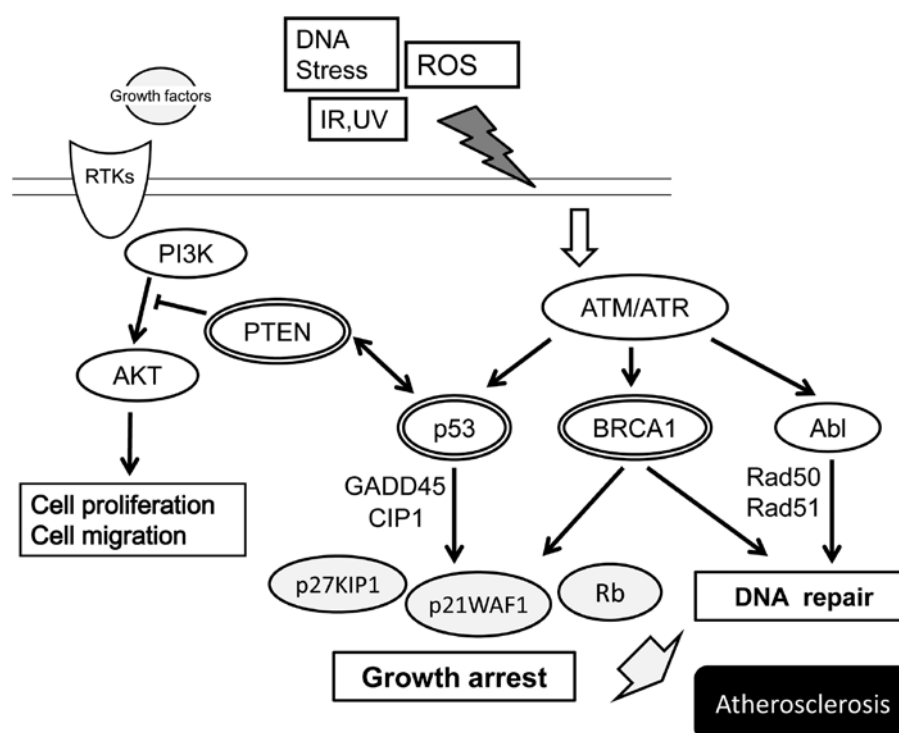 DNA
Stress
ROS
IR,UV
Growth factors
RTKs
PI3K
PTEN
ATM/ATR
AKT
p53
BRCA1
Abl
GADD45
CIP1
Rad50
Rad51
Cell proliferation
Cell migration
p27KIP1
p21WAF1
Rb
DNA repair
Growth arrest
Atherosclerosis